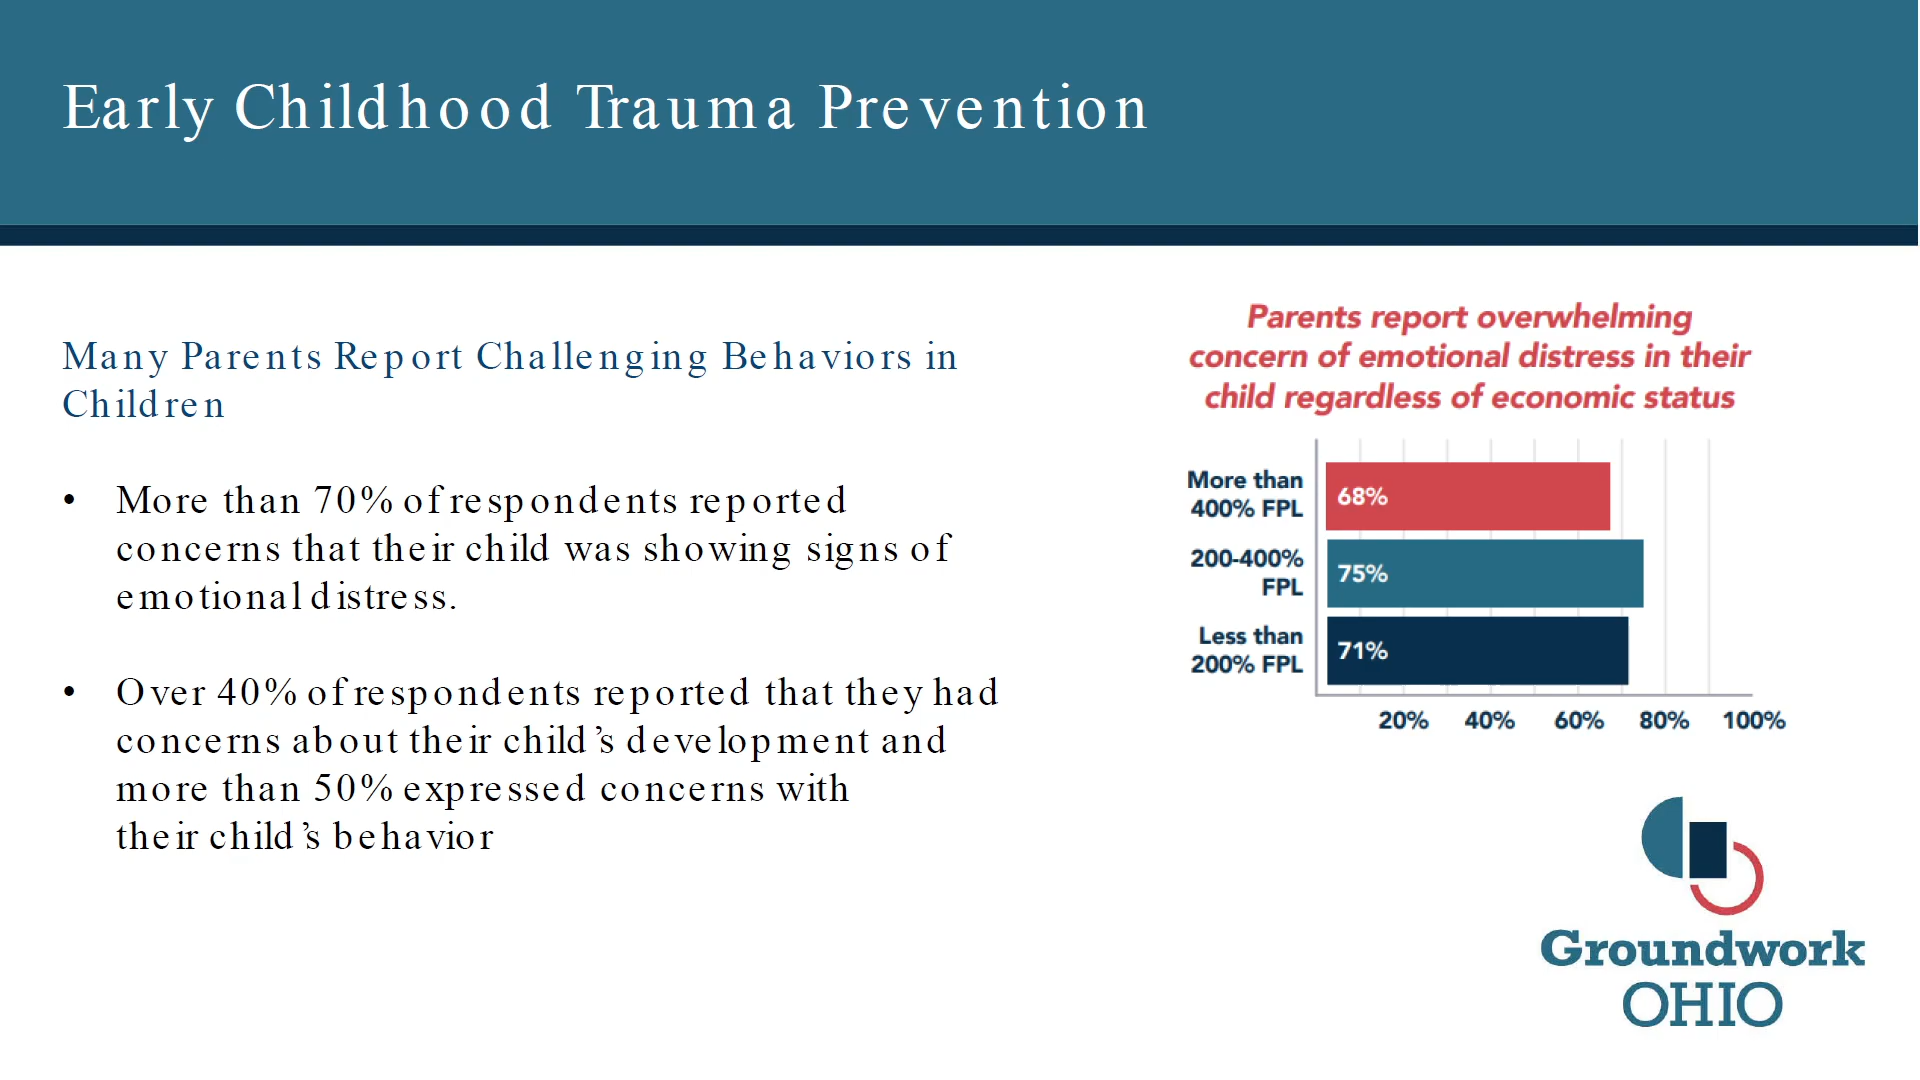 Early Childhood Trauma Prevention
Many Parents Report Challenging Behaviors in
Children
• More than 70% of respondents reported
concerns that their child was showing signs of
emotional distress.
• Over 40% of respondents reported that they had
concerns about their child’s development and
more than 50% expressed concerns with
their child’s behavior
Parents report overwhelming
concern of emotional distress in their
child regardless of economic status
More than
400% FPL
68%
200-400%
FPL
75%
Less than
200% FPL
71%
20% 40% 60% 80% 100%
Groundwork
OHIO